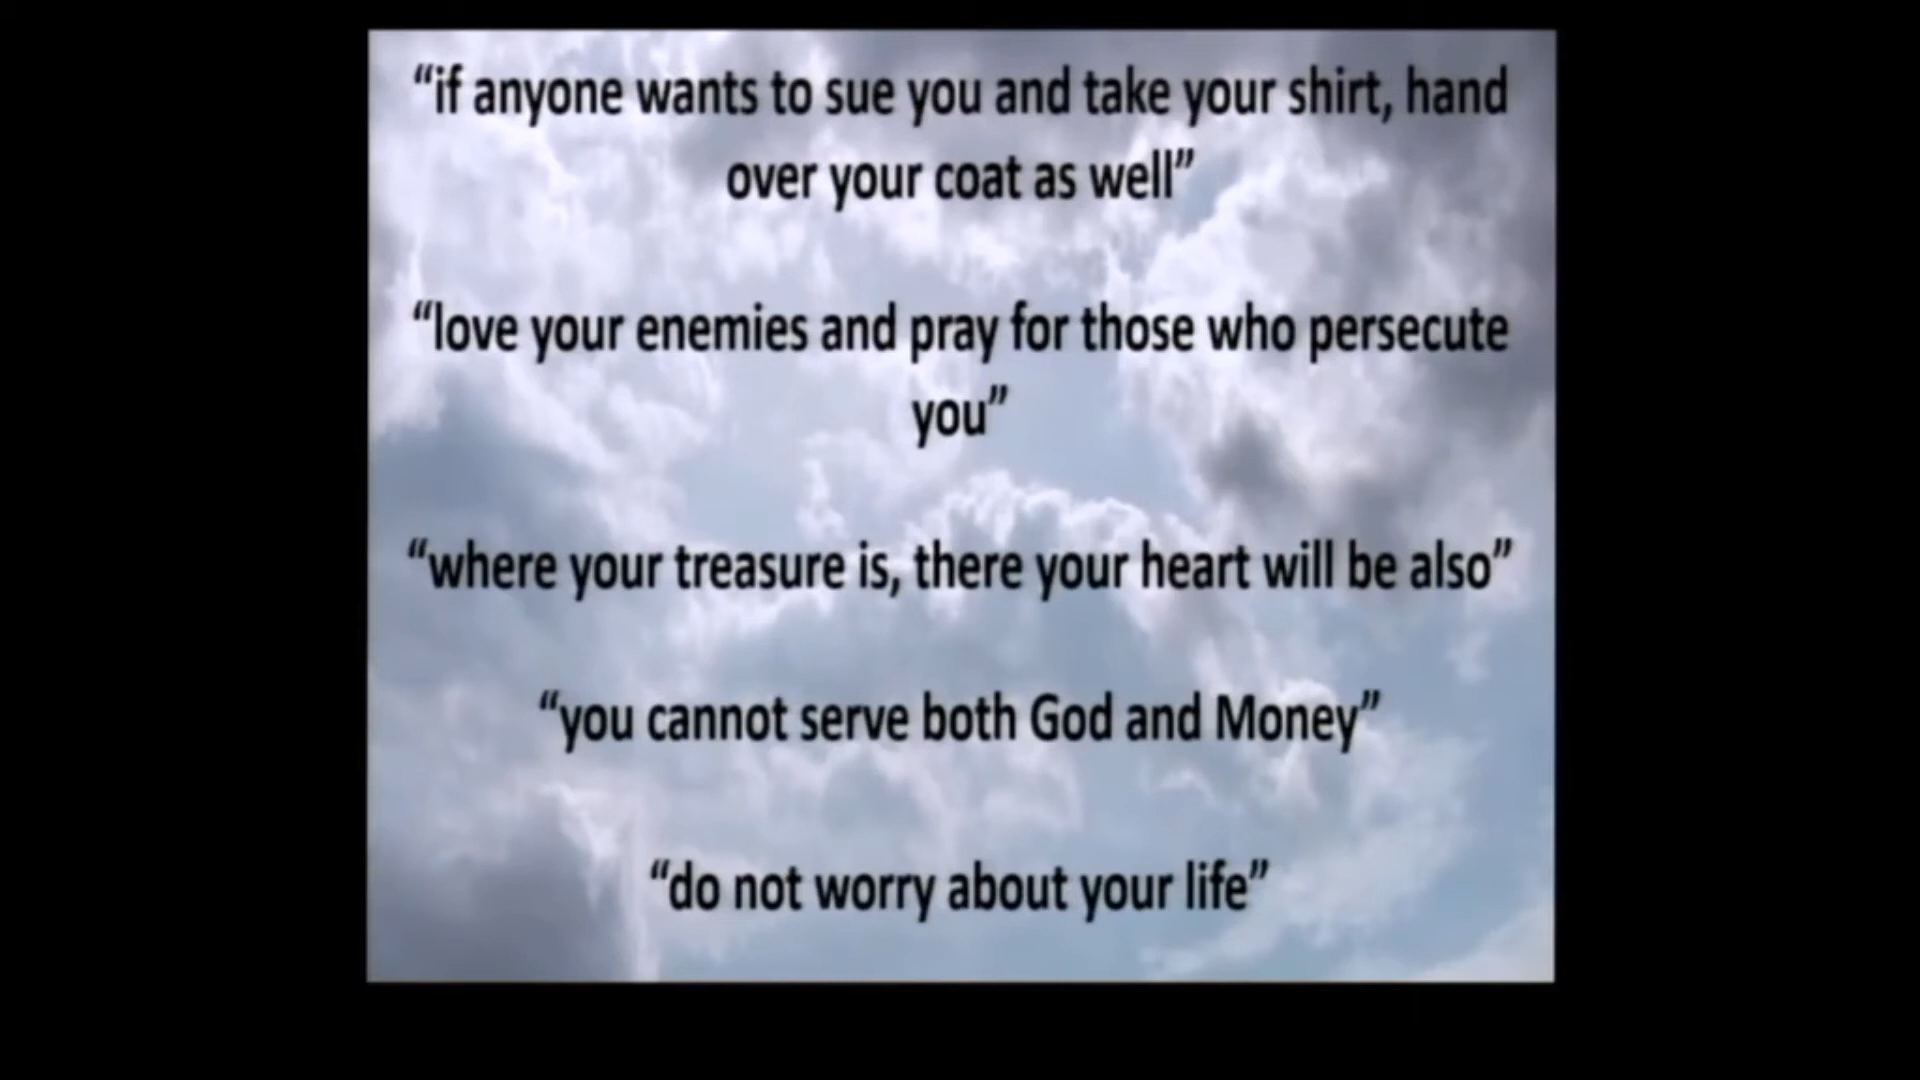 “if anyone wants to sue you and take your shirt, hand
over your coat as well”
“love your enemies and pray for those who persecute
you”
“where your treasure is, there your heart will be also”
“you cannot serve both God and Money”
“do not worry about your life”